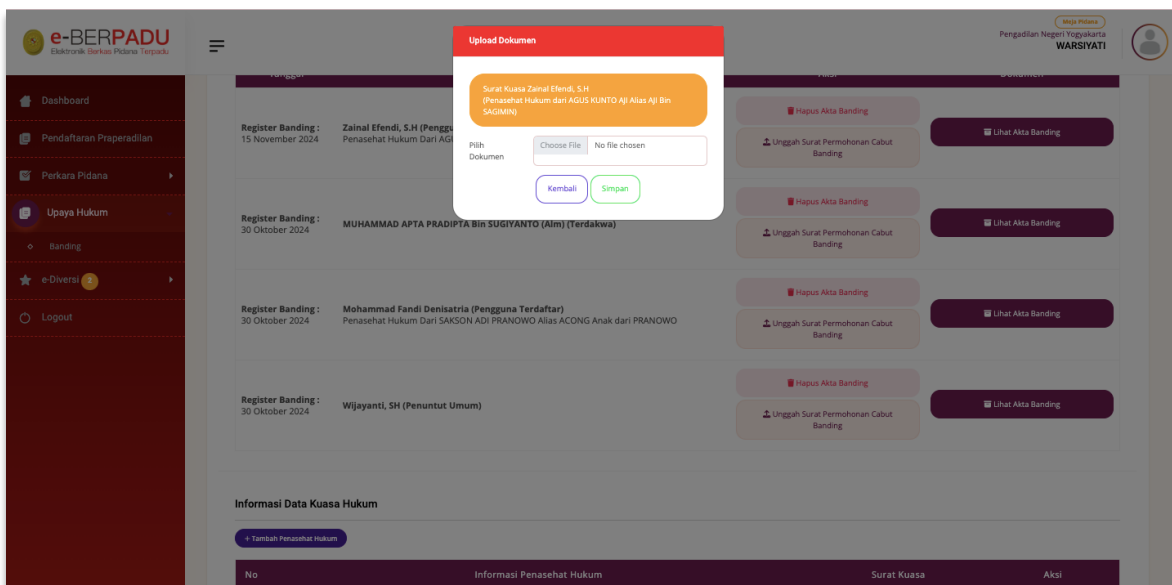 e-BERPADU
Elektronik Berkas Pidana Terpadu
Meja Pidana
Pengadilan Negeri Yogyakarta
WARSIYATI
Dashboard
Pendaftaran Praperadilan
Perkara Pidana
Upaya Hukum
Banding
e-Diversi 2
Logout
Upload Dokumen
Surat Kuasa Zainal Efendi, S.H
(Penasehat Hukum dari AGUS KUNTO AJI Alias AJI Bin
SAGIMIN)
Pilih
Dokumen
Choose File No file chosen
Kembali Simpan
Tanggal Aksi Dokumen
Register Banding :
15 November 2024
Zainal Efendi, S.H (Penggu
Penasehat Hukum Dari AG
Hapus Akta Banding
Unggah Surat Permohonan Cabut
Banding
Lihat Akta Banding
Register Banding :
30 Oktober 2024
MUHAMMAD APTA PRADIPTA Bin SUGIYANTO (Alm) (Terdakwa)
Hapus Akta Banding
Unggah Surat Permohonan Cabut
Banding
Lihat Akta Banding
Register Banding :
30 Oktober 2024
Mohammad Fandi Denisatria (Pengguna Terdaftar)
Penasehat Hukum Dari SAKSON ADI PRANOWO Alias ACONG Anak dari PRANOWO
Hapus Akta Banding
Unggah Surat Permohonan Cabut
Banding
Lihat Akta Banding
Register Banding :
30 Oktober 2024
Wijayanti, SH (Penuntut Umum)
Hapus Akta Banding
Unggah Surat Permohonan Cabut
Banding
Lihat Akta Banding
Informasi Data Kuasa Hukum
+ Tambah Penasehat Hukum
No Informasi Penasehat Hukum Surat Kuasa Aksi